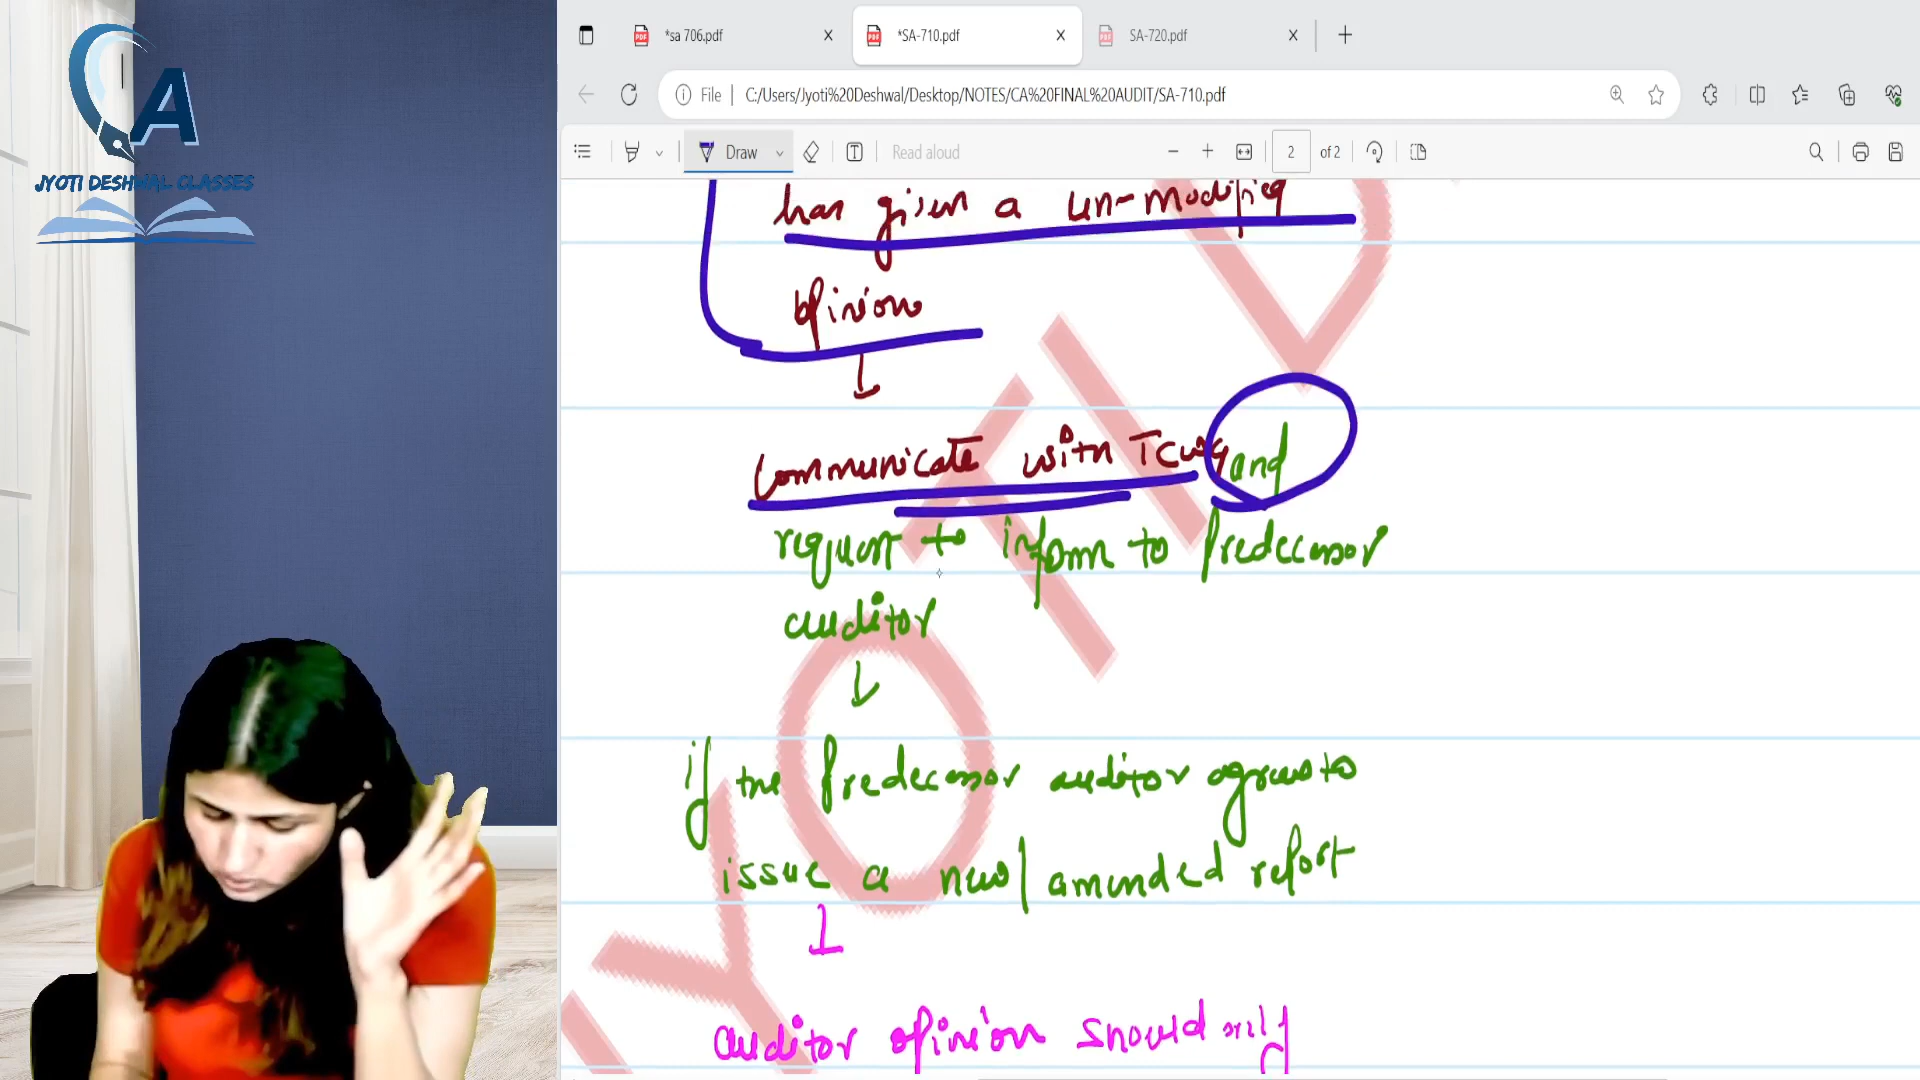 *sa 706.pdf
*SA-710.pdf
SA-720.pdf
File
C:/Users/Jyoti%20Deshwal/Desktop/NOTES/CA%20FINAL%20AUDIT/SA-710.pdf
Draw
Read aloud
2
of 2
A
JYOTI DESHWAL CLASSES
has given a un-modified
opinion
Communicate with TCWG and
request to inform to Predecessor
auditor
if the Predecessor auditor agrees to
issue a new/ amended report
auditor opinion should only
JYOTI D